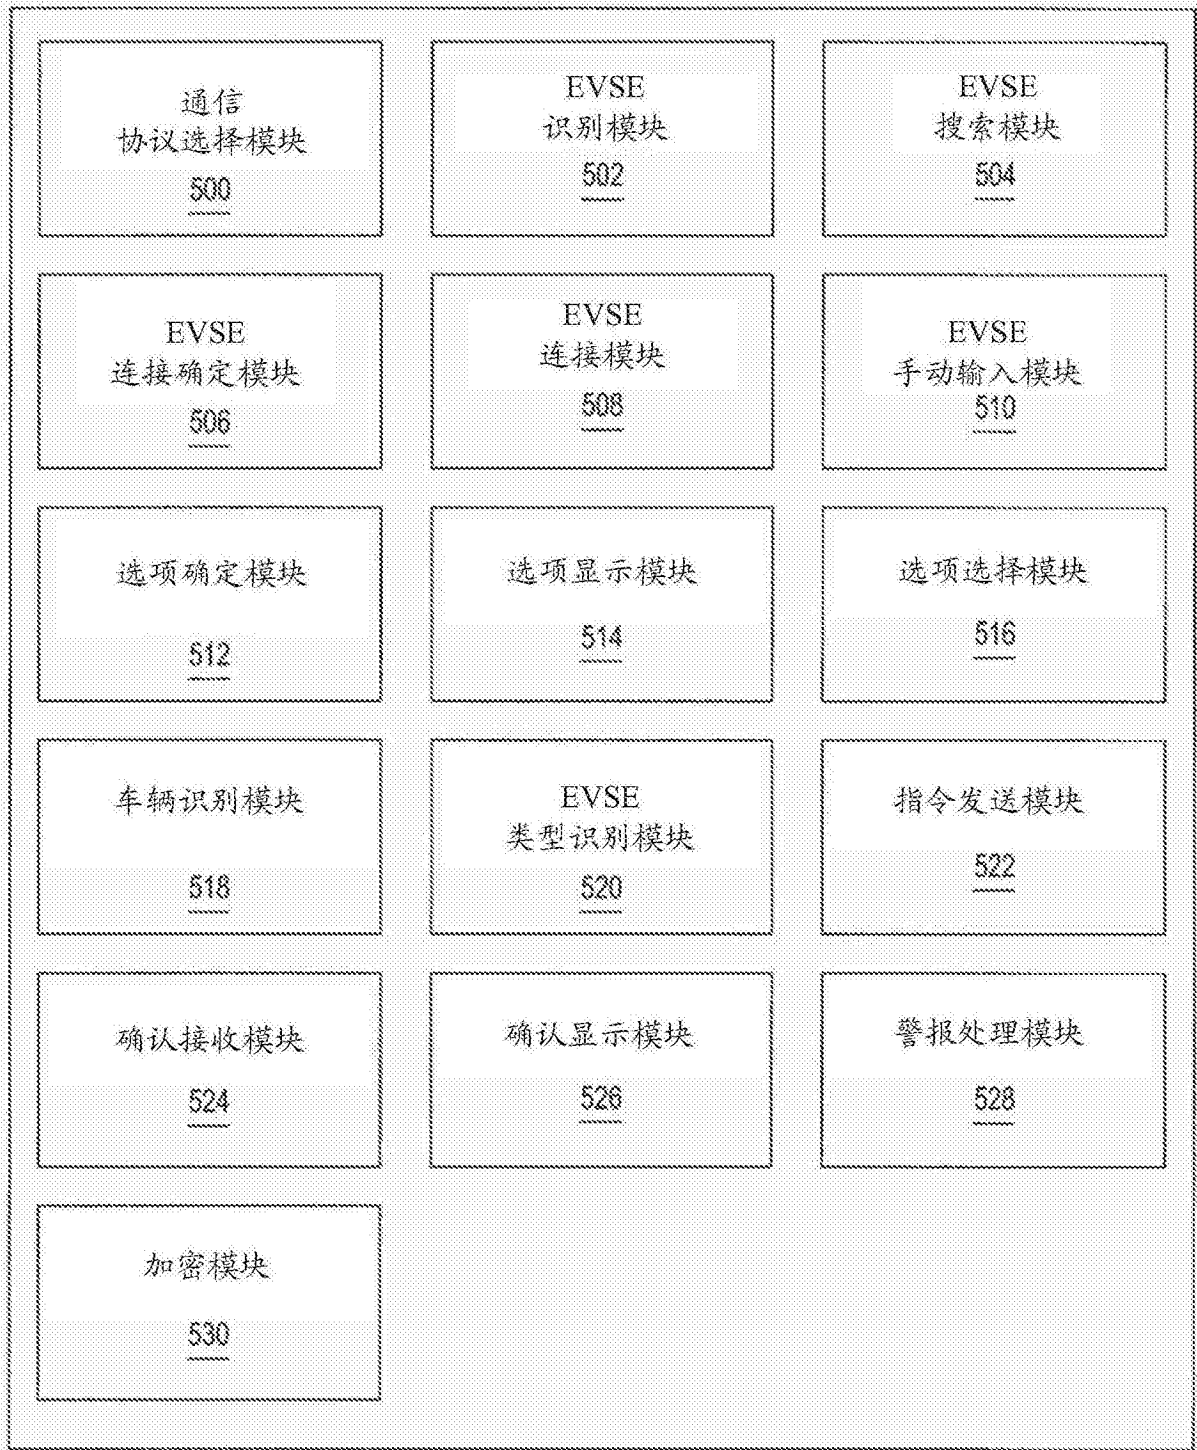 通信
协议选择模块
500
EVSE
识别模块
502
EVSE
搜索模块
504
EVSE
连接确定模块
506
EVSE
连接模块
508
EVSE
手动输入模块
510
选项确定模块
512
选项显示模块
514
选项选择模块
516
车辆识别模块
518
EVSE
类型识别模块
520
指令发送模块
522
确认接收模块
524
确认显示模块
526
警报处理模块
528
加密模块
530